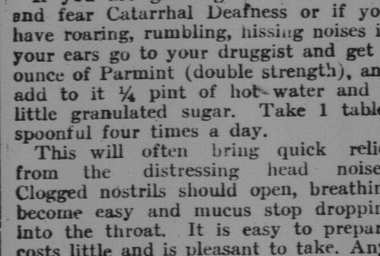 and fear Catarrhal Deafness or if yo
have roaring, rumbling, hissing noises i
your ears go to your druggist and get
ounce of Parmint (double strength), an
add to it ¼ pint of hot water and
little granulated sugar. Take 1 table
spoonful four times a day.
This will often bring quick relie
from the distressing head noise
Clogged nostrils should open, breathin
become easy and mucus stop droppin
into the throat. It is easy to prepar
costs little and is pleasant to take. An